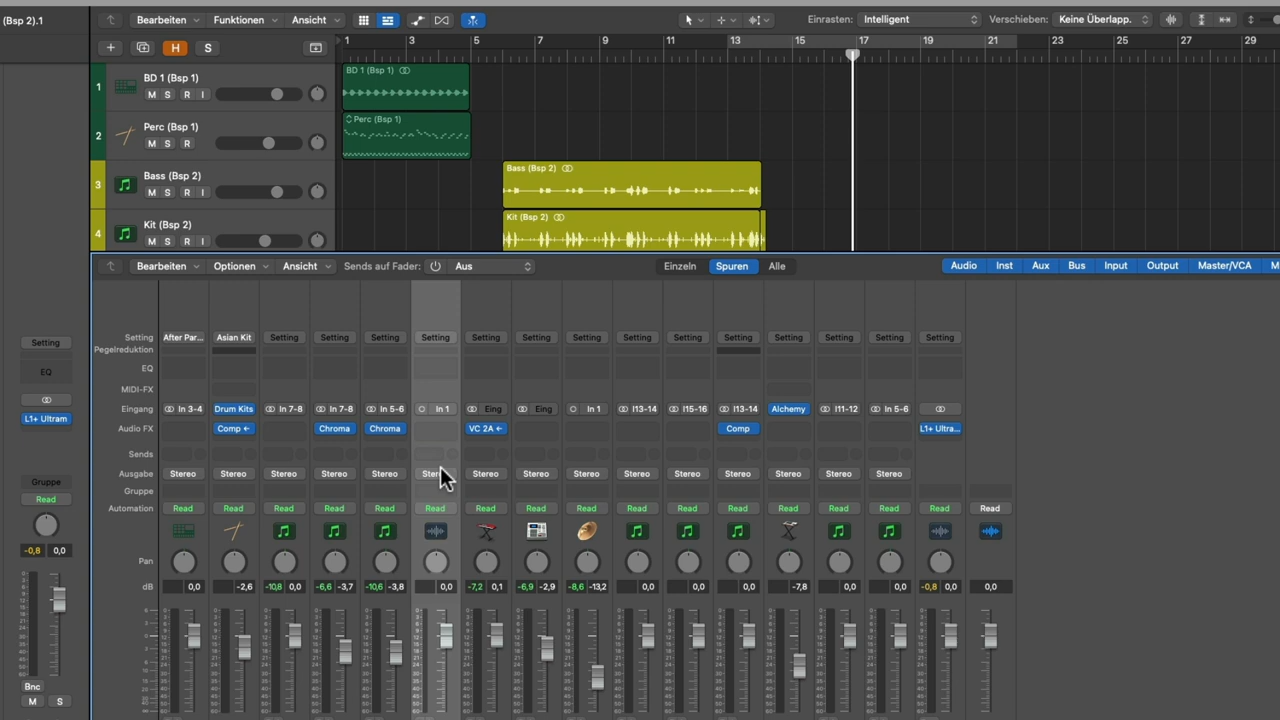 (Bsp 2).1
Bearbeiten Funktionen Ansicht Einrasten: Intelligent Verschieben: Keine Überlapp.
H S
1 3 5 7 9 11 13 15 17 19 21 23 25 27 29
1 BD 1 (Bsp 1)
M S R I
BD 1 (Bsp 1)
2 Perc (Bsp 1)
M S R
Perc (Bsp 1)
3 Bass (Bsp 2)
M S R I
Bass (Bsp 2)
4 Kit (Bsp 2)
M S R I
Kit (Bsp 2)
Bearbeiten Optionen Ansicht Sends auf Fader: Aus Einzeln Spuren Alle Audio Inst Aux Bus Input Output Master/VCA M
Setting After Par... Asian Kit Setting Setting Setting Setting Setting Setting Setting Setting Setting Setting Setting Setting Setting Setting
Pegelreduktion
EQ
MIDI-FX
Eingang In 3-4 Drum Kits In 7-8 In 7-8 In 5-6 In 1 Eing Eing In 1 I13-14 I15-16 I13-14 Alchemy I11-12 In 5-6
Audio FX Comp Chroma Chroma VC 2A Comp L1+ Ultra...
Sends
Ausgabe Stereo Stereo Stereo Stereo Stereo Stereo Stereo Stereo Stereo Stereo Stereo Stereo Stereo Stereo Stereo
Gruppe
Automation Read Read Read Read Read Read Read Read Read Read Read Read Read Read Read Read Read
Pan
dB 0,0 -2,6 -10,8 0,0 -6,6 -3,7 -10,6 -3,8 0,0 -7,2 0,1 -6,9 -2,9 -8,6 -13,2 0,0 0,0 0,0 -7,8 0,0 0,0 -0,8 0,0 0,0
Setting
EQ
L1+ Ultram
Gruppe
Read
-0,8 0,0
Bnc
M S